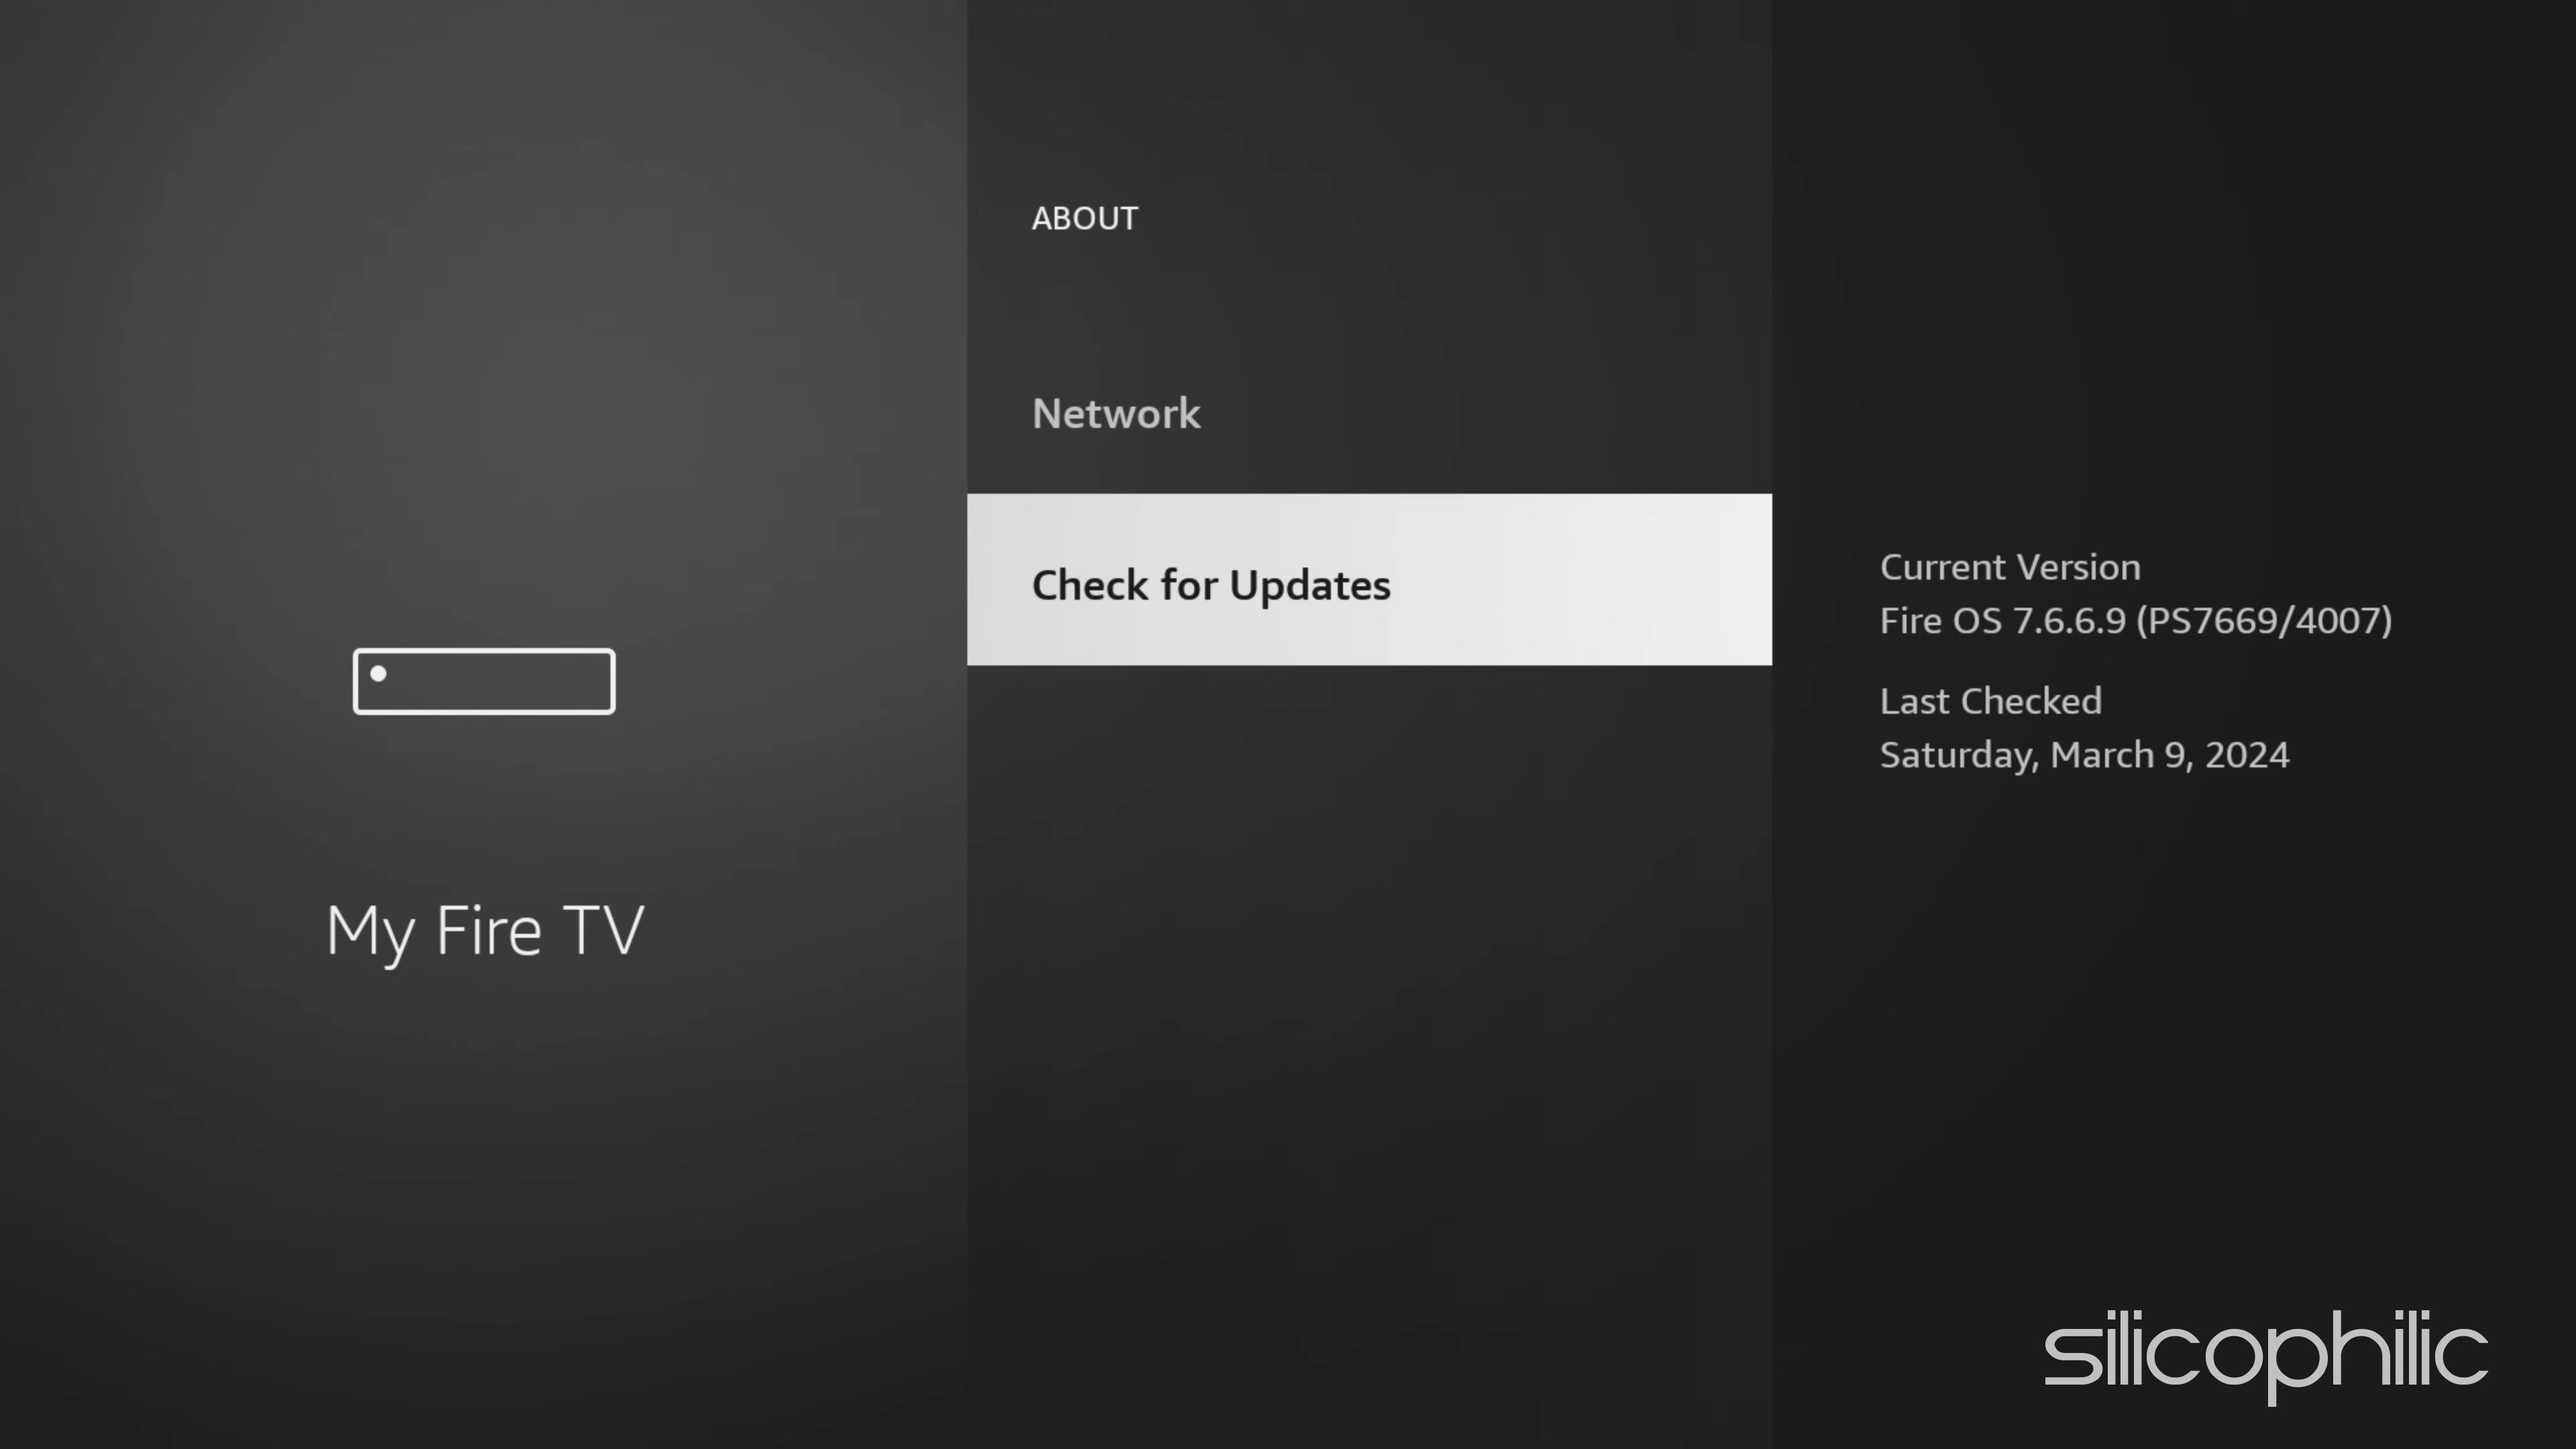 ABOUT
Network
Check for Updates
Current Version
Fire OS 7.6.6.9 (PS7669/4007)
Last Checked
Saturday, March 9, 2024
My Fire TV
silicophilic